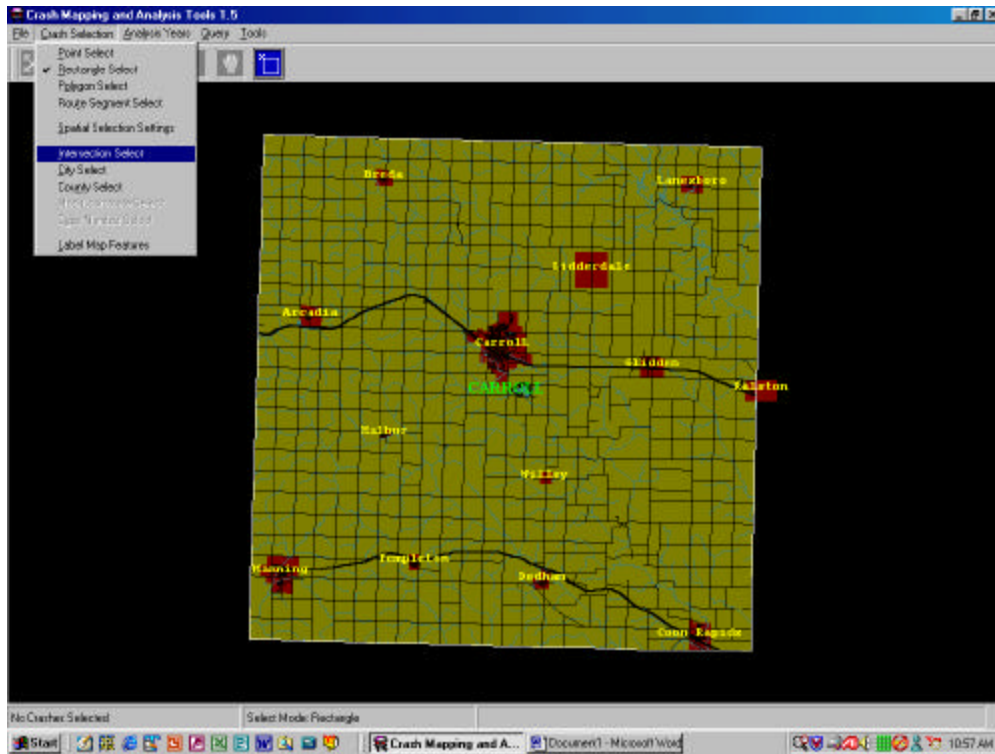 Crash Mapping and Analysis Tools 1.5
File Crash Selection Analysis Years Query Tools
Point Select
Rectangle Select
Polygon Select
Route Segment Select
Spatial Selection Settings
Intersection Select
City Select
County Select
Label Map Features
Breda
Lanesboro
Lidderdale
Arcadia
Carroll
Glidden
Ralston
CARROLL
Halbur
Willey
Templeton
Manning
Dedham
Coon Rapids
No Crashes Selected
Select Mode: Rectangle
Start
Crash Mapping and A...
Document1 - Microsoft Word
10:57 AM